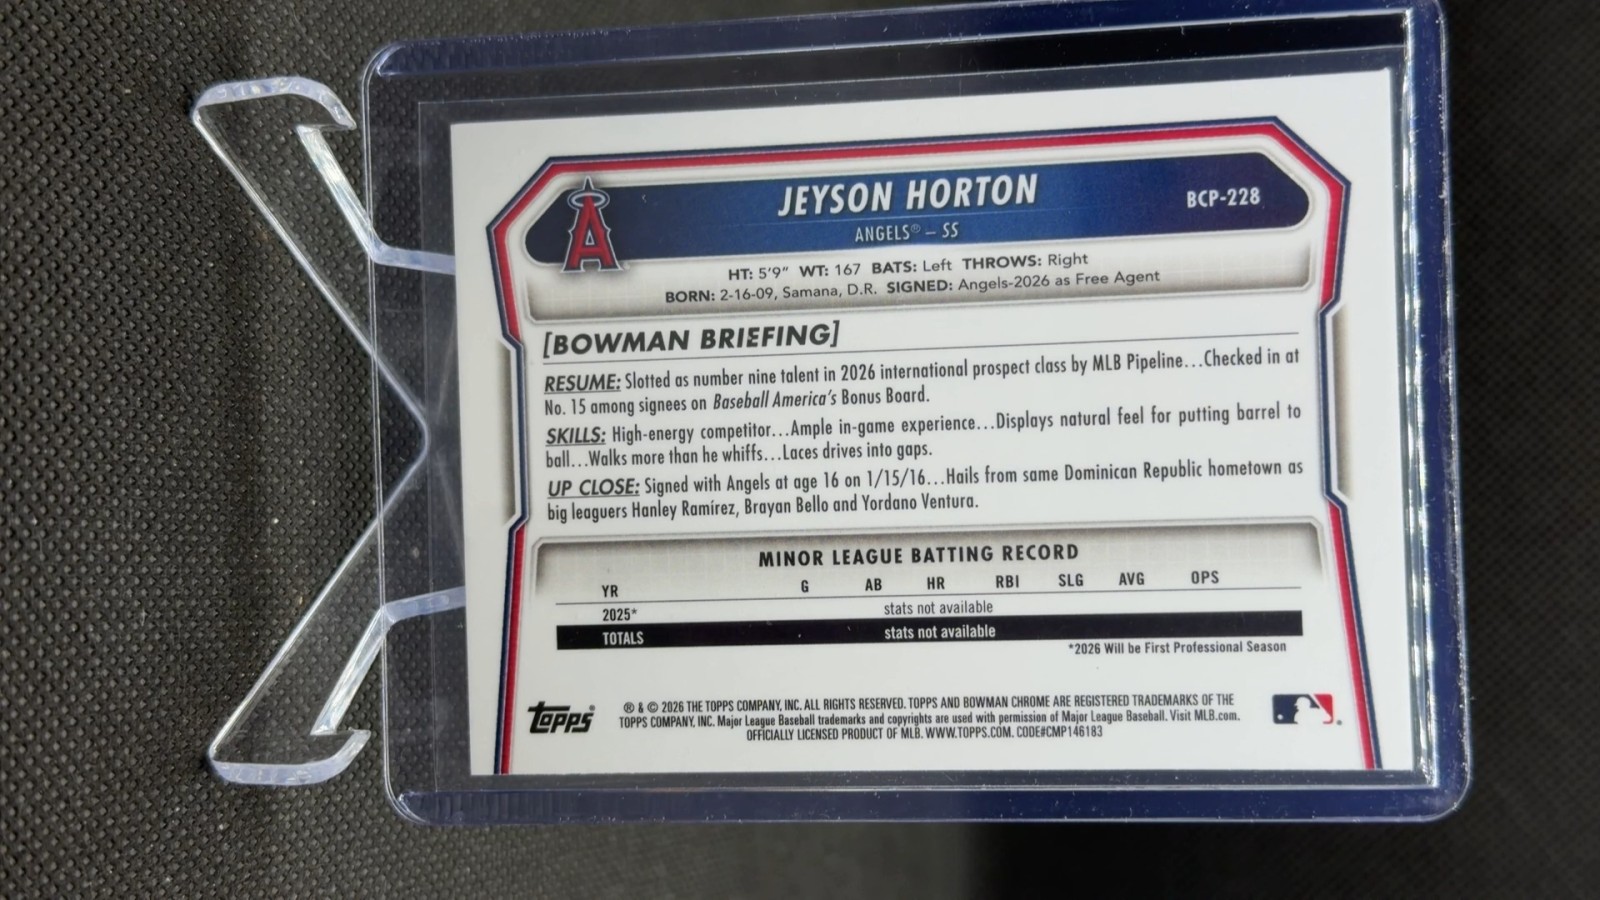 JEYSON HORTON
BCP-228
ANGELS® – SS
HT: 5'9" WT: 167 BATS: Left THROWS: Right
BORN: 2-16-09, Samana, D.R. SIGNED: Angels-2026 as Free Agent
[BOWMAN BRIEFING]
RESUME: Slotted as number nine talent in 2026 international prospect class by MLB Pipeline...Checked in at
No. 15 among signees on Baseball America's Bonus Board.
SKILLS: High-energy competitor...Ample in-game experience...Displays natural feel for putting barrel to
ball...Walks more than he whiffs...Laces drives into gaps.
UP CLOSE: Signed with Angels at age 16 on 1/15/16...Hails from same Dominican Republic hometown as
big leaguers Hanley Ramírez, Brayan Bello and Yordano Ventura.
MINOR LEAGUE BATTING RECORD
YR G AB HR RBI SLG AVG OPS
2025* stats not available
TOTALS stats not available
*2026 Will be First Professional Season
Topps
® & © 2026 THE TOPPS COMPANY, INC. ALL RIGHTS RESERVED. TOPPS AND BOWMAN CHROME ARE REGISTERED TRADEMARKS OF THE
TOPPS COMPANY, INC. Major League Baseball trademarks and copyrights are used with permission of Major League Baseball. Visit MLB.com.
OFFICIALLY LICENSED PRODUCT OF MLB. WWW.TOPPS.COM. CODE#CMP146183